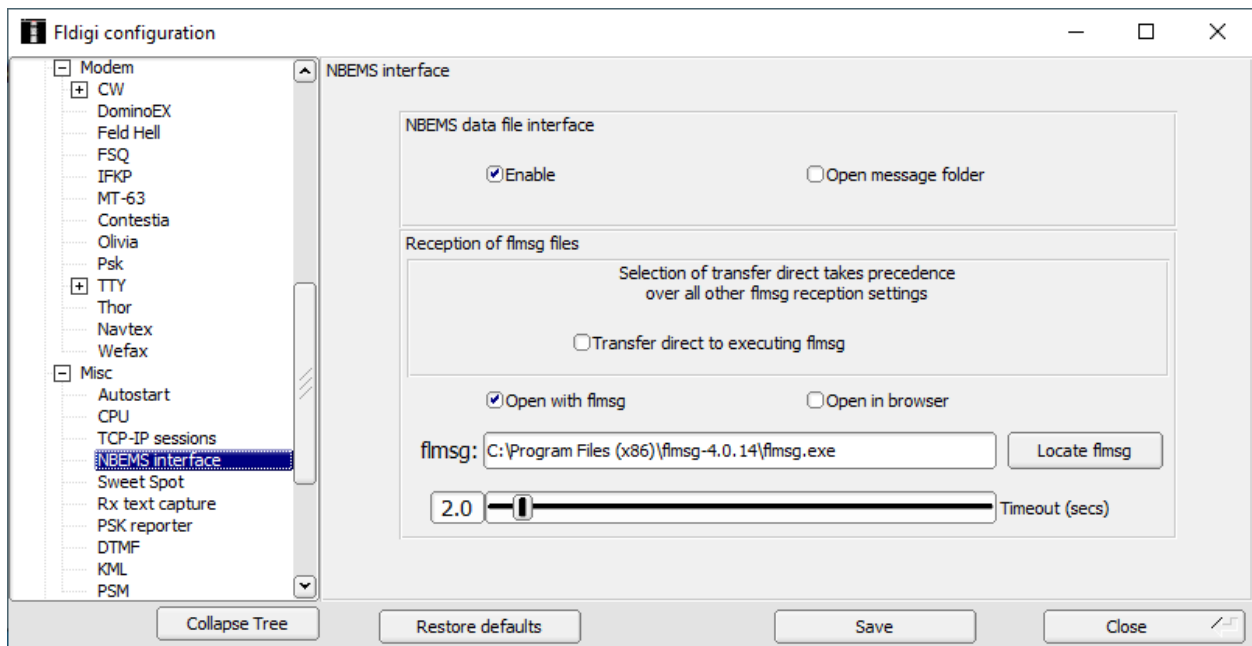 Fldigi configuration
Modem
CW
DominoEX
Feld Hell
FSQ
IFKP
MT-63
Contestia
Olivia
Psk
TTY
Thor
Navtex
Wefax
Misc
Autostart
CPU
TCP-IP sessions
NBEMS interface
Sweet Spot
Rx text capture
PSK reporter
DTMF
KML
PSM
Collapse Tree
NBEMS interface
NBEMS data file interface
Enable
Open message folder
Reception of flmsg files
Selection of transfer direct takes precedence
over all other flmsg reception settings
Transfer direct to executing flmsg
Open with flmsg
Open in browser
flmsg: C:\Program Files (x86)\flmsg-4.0.14\flmsg.exe
Locate flmsg
2.0
Timeout (secs)
Restore defaults
Save
Close